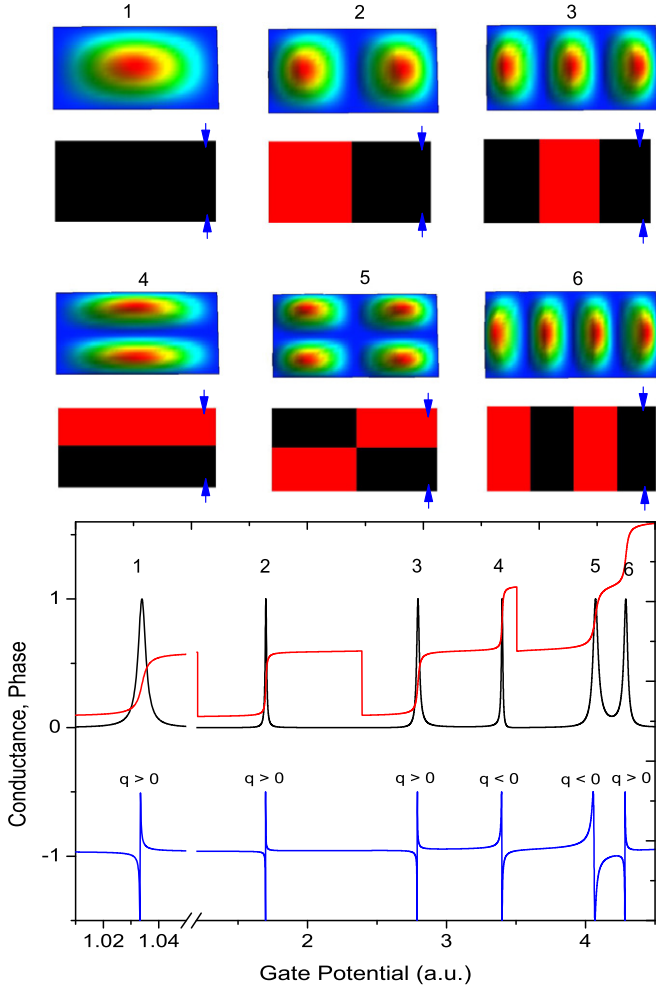 1 2 3
4 5 6
1 2 3 4 5 6
1
0
-1
Conductance, Phase
q > 0 q > 0 q > 0 q < 0 q < 0 q > 0
1.02 1.04 2 3 4
Gate Potential (a.u.)